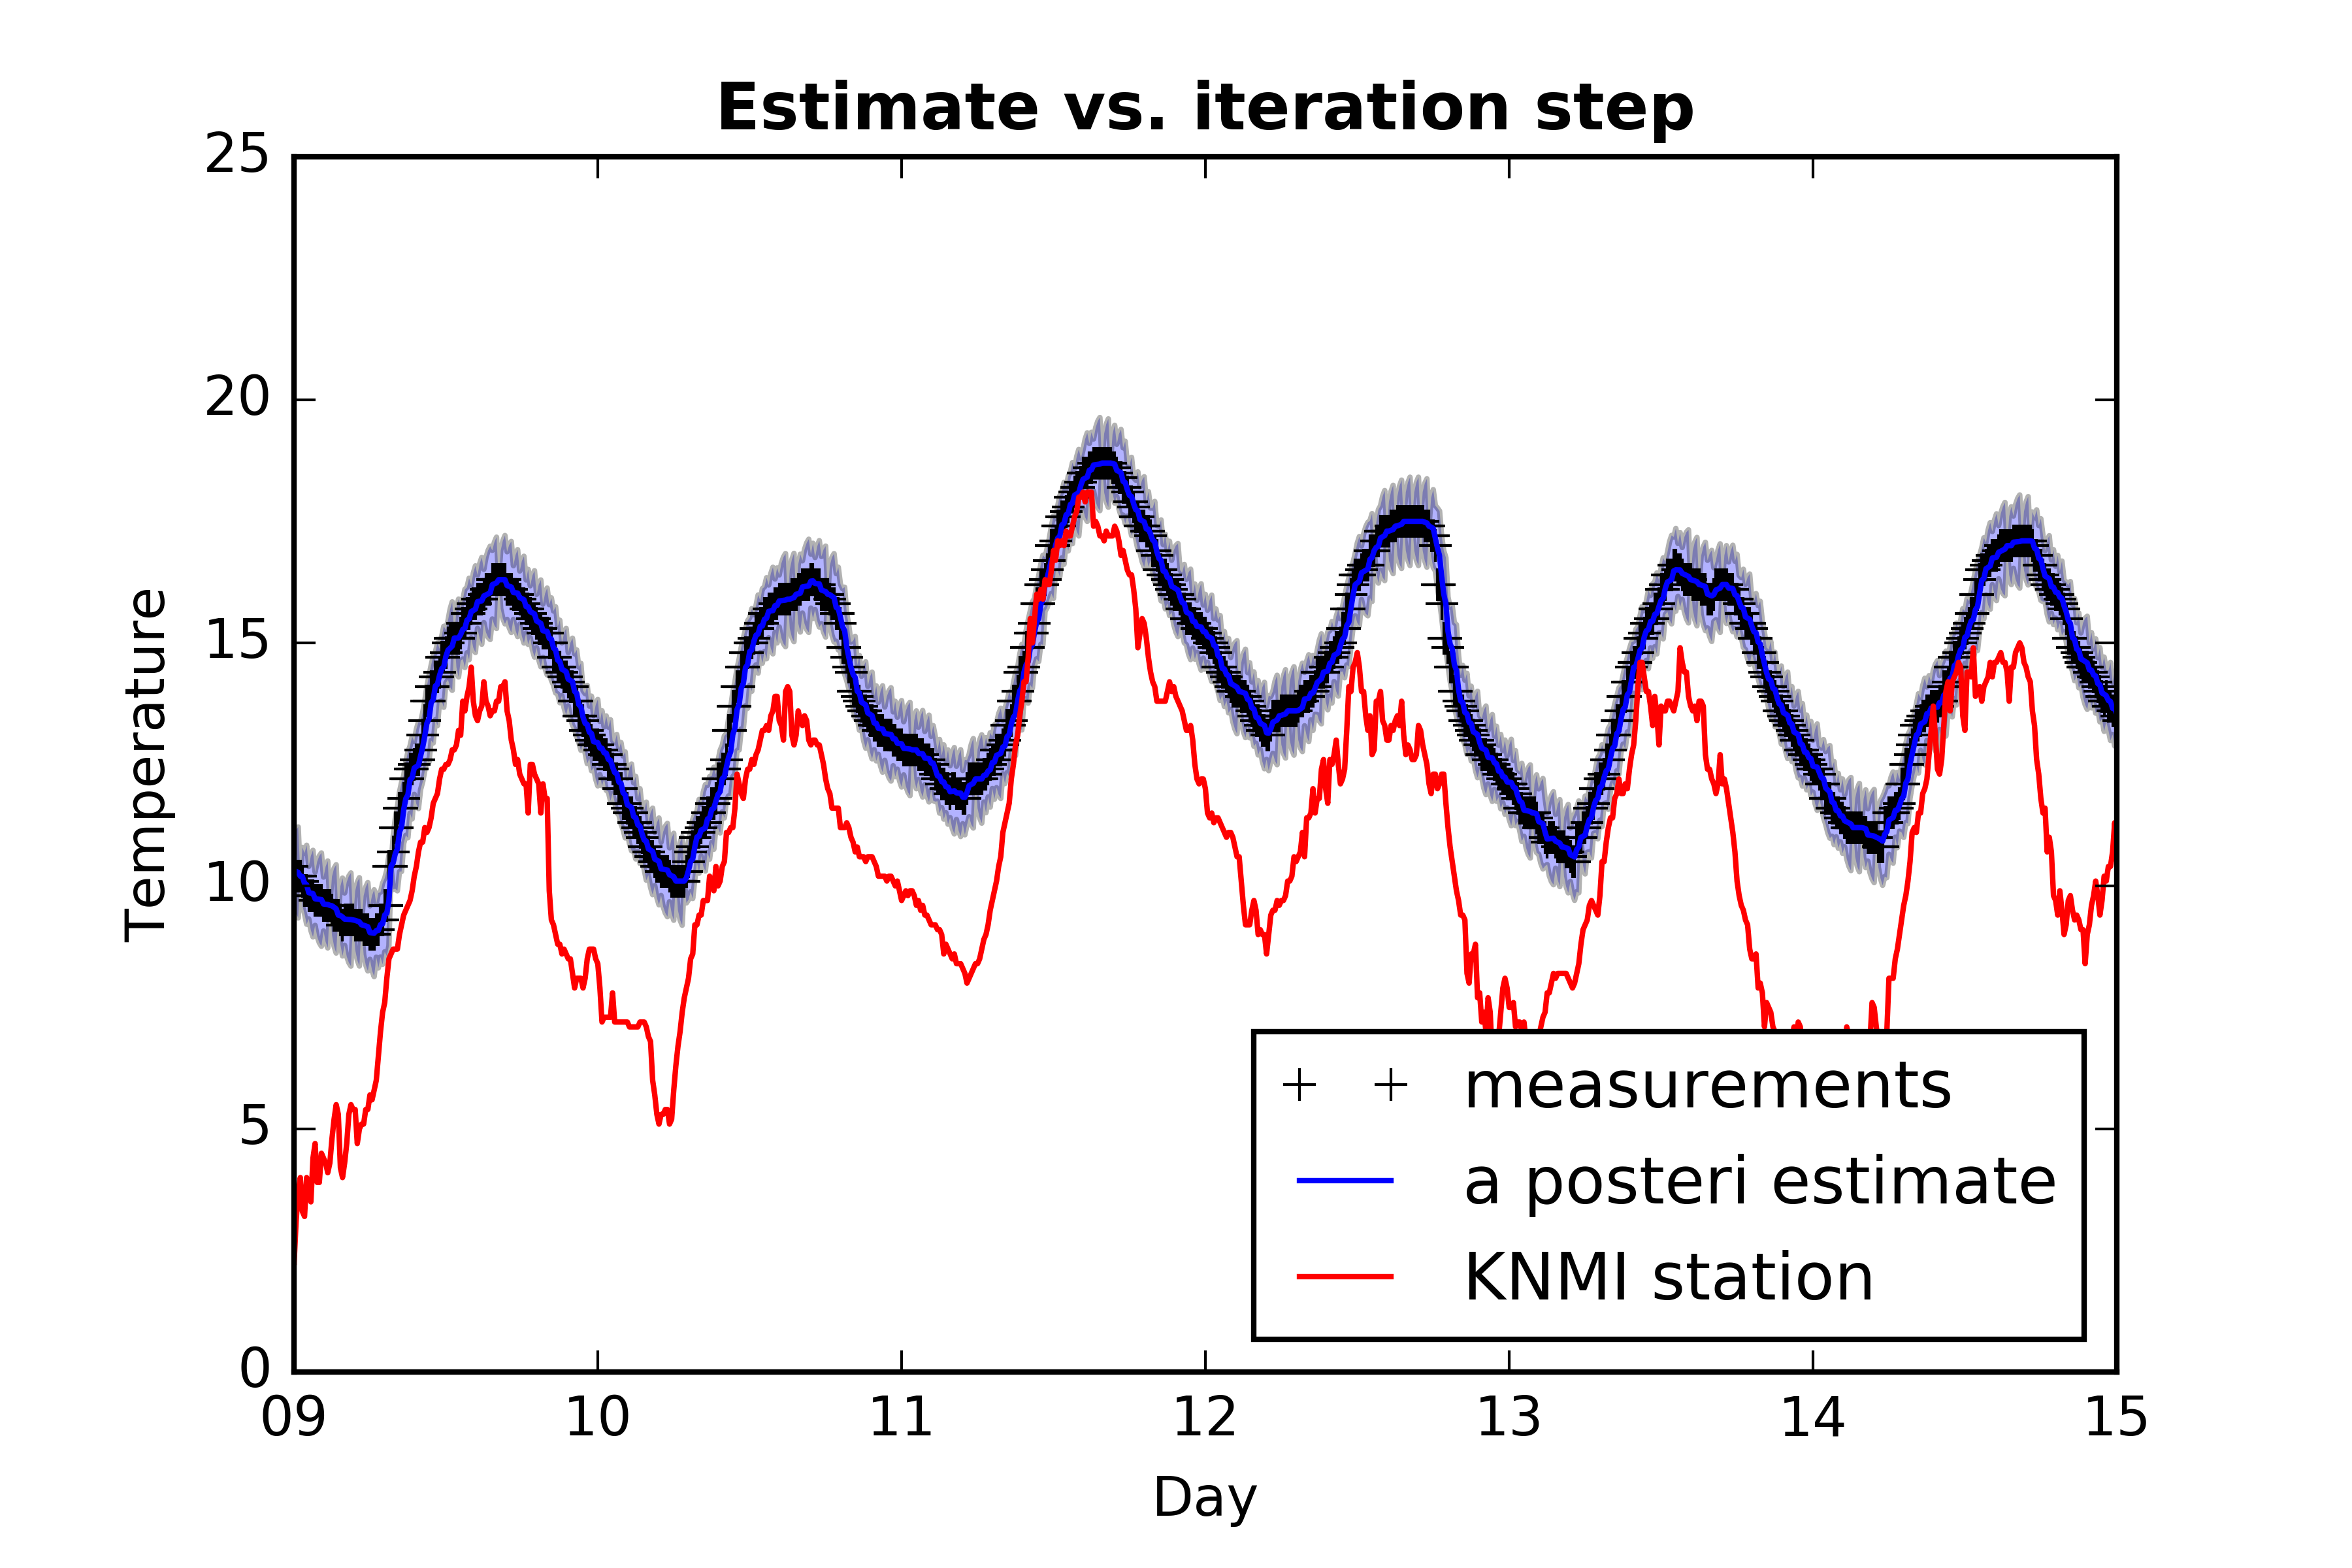 Estimate vs. iteration step
25
20
15
10
5
0
Temperature
09 10 11 12 13 14 15
Day
measurements
a posteri estimate
KNMI station